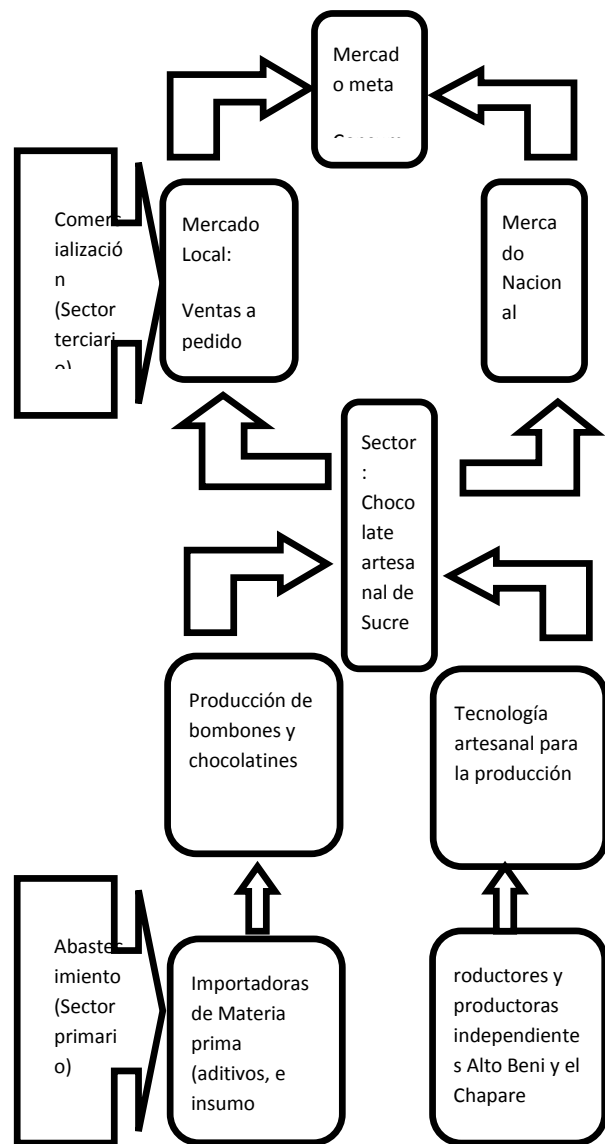 Mercad
o meta
Comerc
ialización
n
(Sector
terciari
o)
Mercado
Local:
Ventas a
pedido
Merca
do
Nacion
al
Sector
:
Choco
late
artesa
nal de
Sucre
Producción de
bombones y
chocolatines
Tecnología
artesanal para
la producción
Abastec
imiento
(Sector
primari
o)
Importadoras
de Materia
prima
(aditivos, e
insumo
roductores y
productoras
independiente
s Alto Beni y el
Chapare